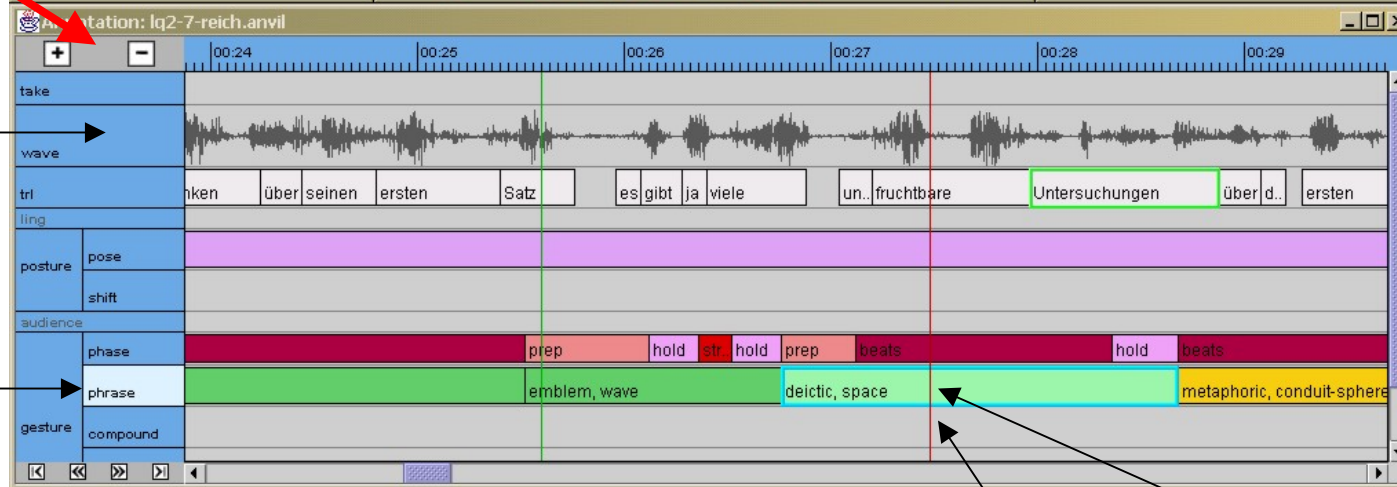 tation: lq2-7-reich.anvil
+ -
00:24 00:25 00:26 00:27 00:28 00:29
take
wave
trl nken über seinen ersten Satz es gibt ja viele un.. fruchtbare Untersuchungen über d.. ersten
ling
posture pose
shift
audience
phase prep hold str.. hold prep beats hold beats
phrase emblem, wave deictic, space metaphoric, conduit-sphere
gesture compound